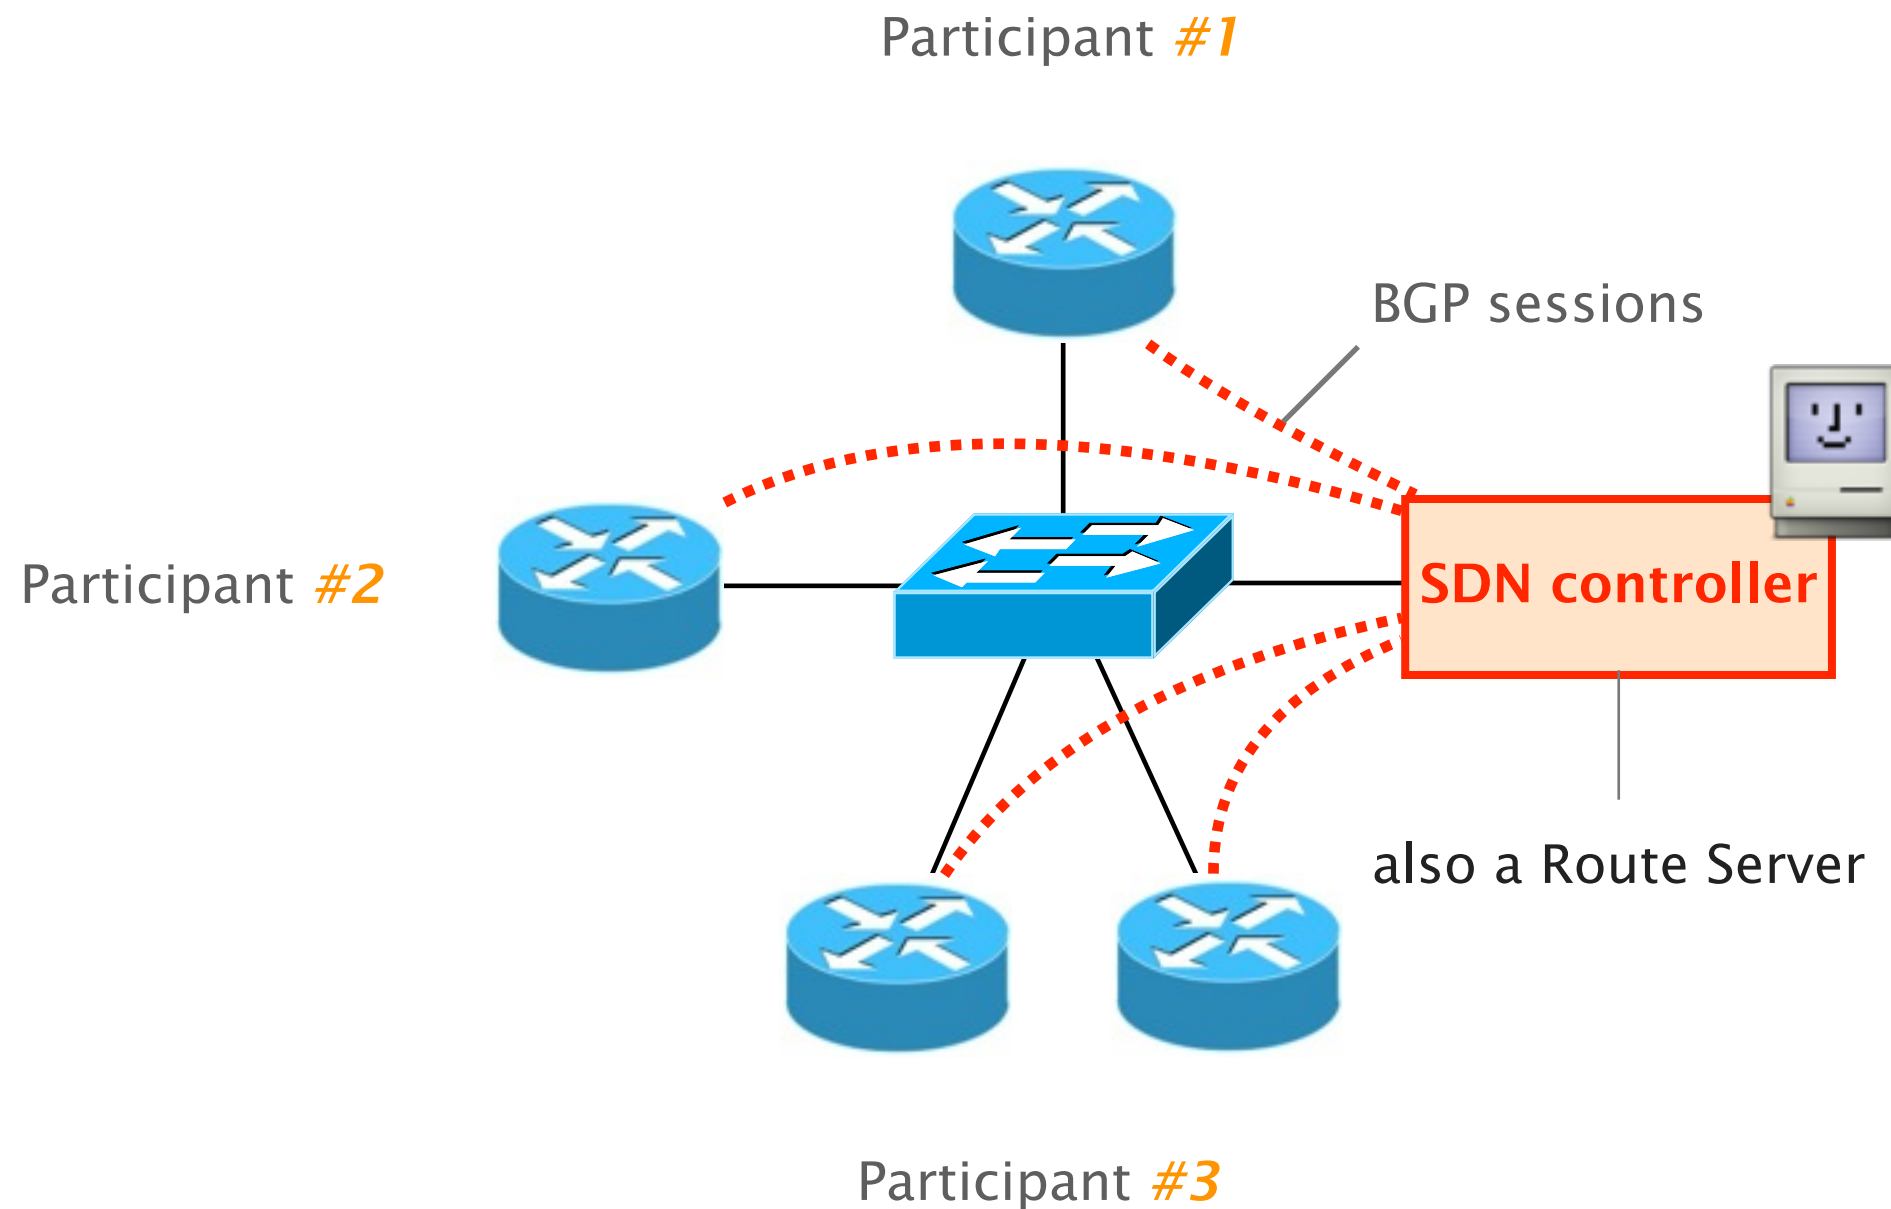 Participant #1
BGP sessions
Participant #2
SDN controller
also a Route Server
Participant #3